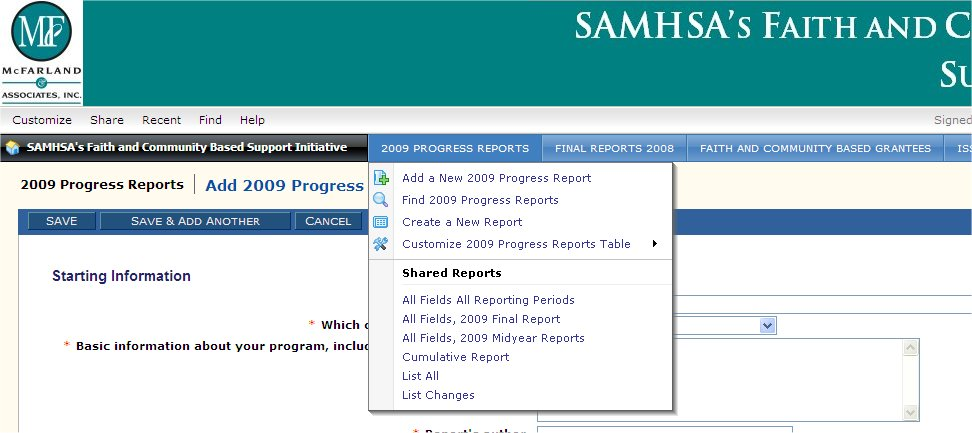 SAMHSA's Faith and C
Su
MF
McFarland
&
Associates, Inc.
Customize Share Recent Find Help Signed
SAMHSA's Faith and Community Based Support Initiative 2009 PROGRESS REPORTS FINAL REPORTS 2008 FAITH AND COMMUNITY BASED GRANTEES ISS
2009 Progress Reports Add 2009 Progress
SAVE SAVE & ADD ANOTHER CANCEL
Add a New 2009 Progress Report
Find 2009 Progress Reports
Create a New Report
Customize 2009 Progress Reports Table
Shared Reports
All Fields All Reporting Periods
All Fields, 2009 Final Report
All Fields, 2009 Midyear Reports
Cumulative Report
List All
List Changes
Starting Information
* Which
* Basic information about your program, inclu